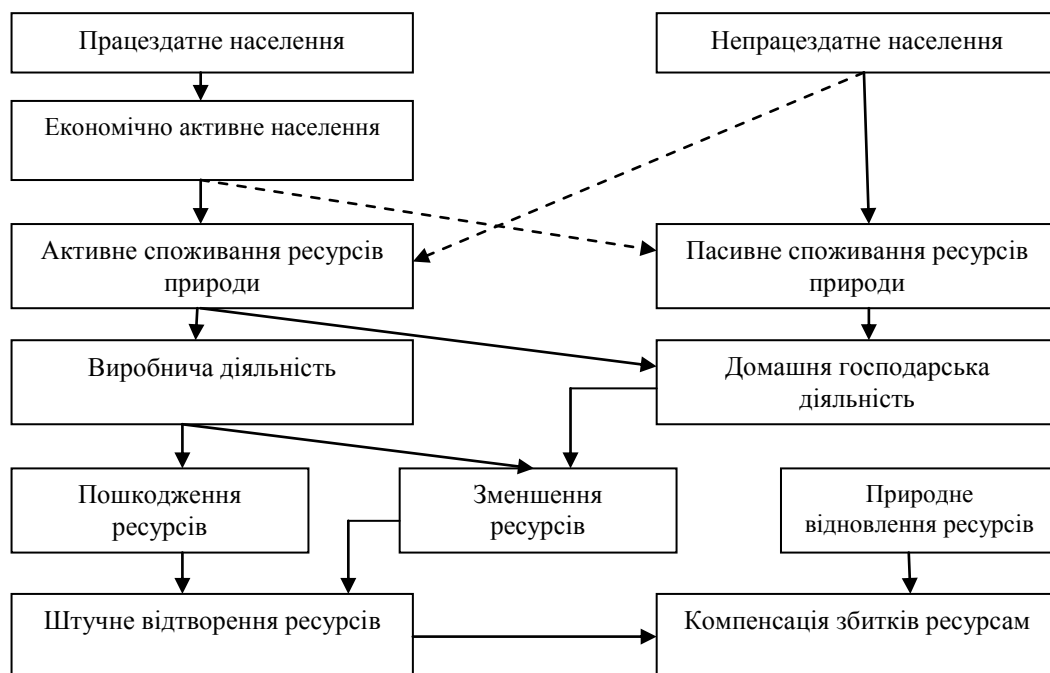 Працездатне населення
Непрацездатне населення
Економічно активне населення
Активне споживання ресурсів
природи
Пасивне споживання ресурсів
природи
Виробнича діяльність
Домашня господарська
діяльність
Пошкодження
ресурсів
Зменшення
ресурсів
Природне
відновлення ресурсів
Штучне відтворення ресурсів
Компенсація збитків ресурсам